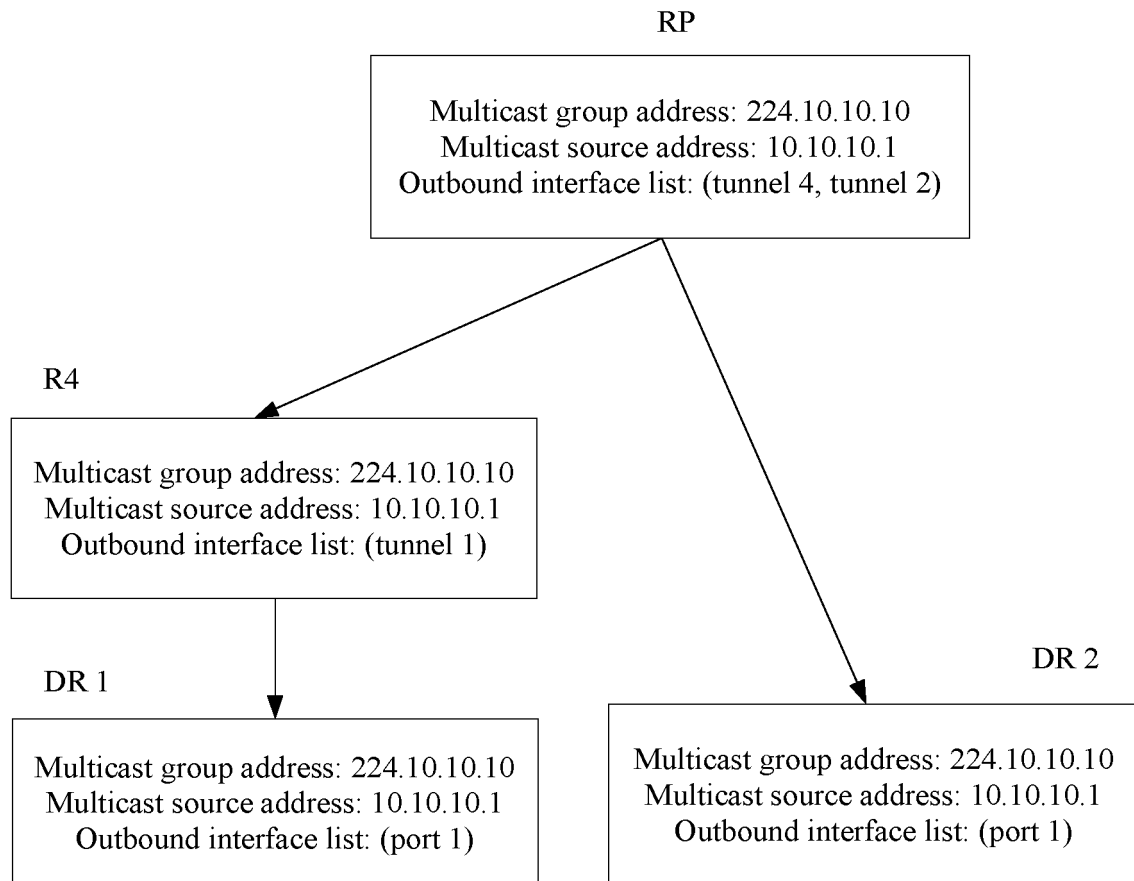 RP
Multicast group address: 224.10.10.10
Multicast source address: 10.10.10.1
Outbound interface list: (tunnel 4, tunnel 2)
R4
Multicast group address: 224.10.10.10
Multicast source address: 10.10.10.1
Outbound interface list: (tunnel 1)
DR 1
Multicast group address: 224.10.10.10
Multicast source address: 10.10.10.1
Outbound interface list: (port 1)
DR 2
Multicast group address: 224.10.10.10
Multicast source address: 10.10.10.1
Outbound interface list: (port 1)